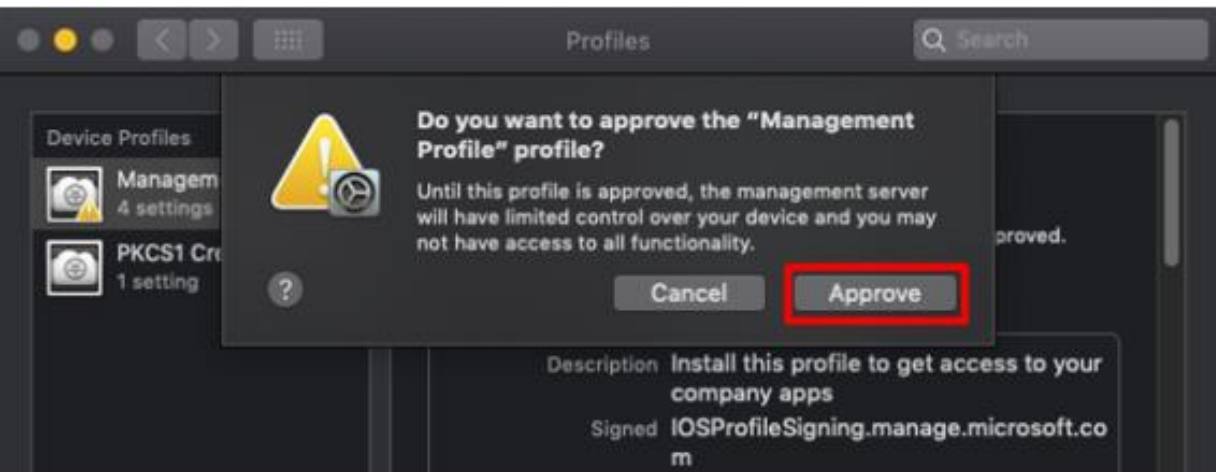 Profiles
Search
Do you want to approve the “Management
Profile” profile?
Until this profile is approved, the management server
will have limited control over your device and you may
not have access to all functionality.
?
Cancel
Approve
Device Profiles
Managem
4 settings
PKCS1 Cre
1 setting
proved.
Description Install this profile to get access to your
company apps
Signed IOSProfileSigning.manage.microsoft.co
m